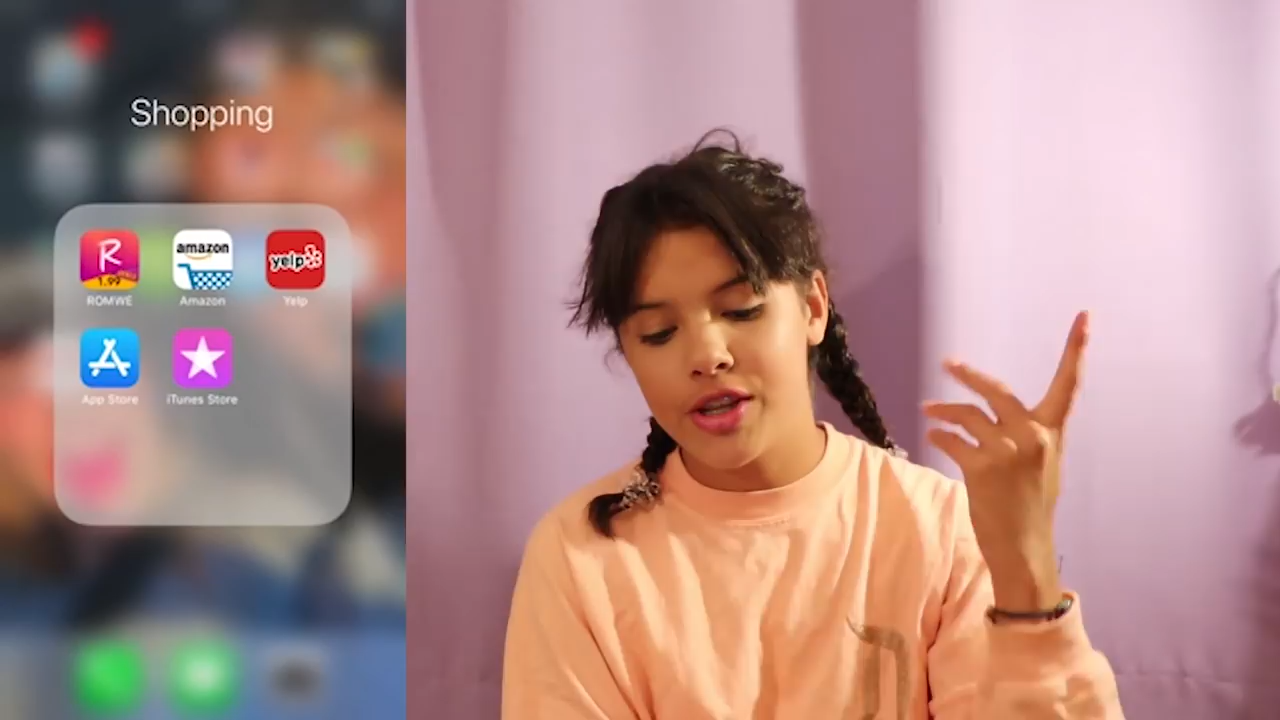 Shopping
R
1.99
ROMWE
amazon
Amazon
yelp
Yelp
App Store
iTunes Store